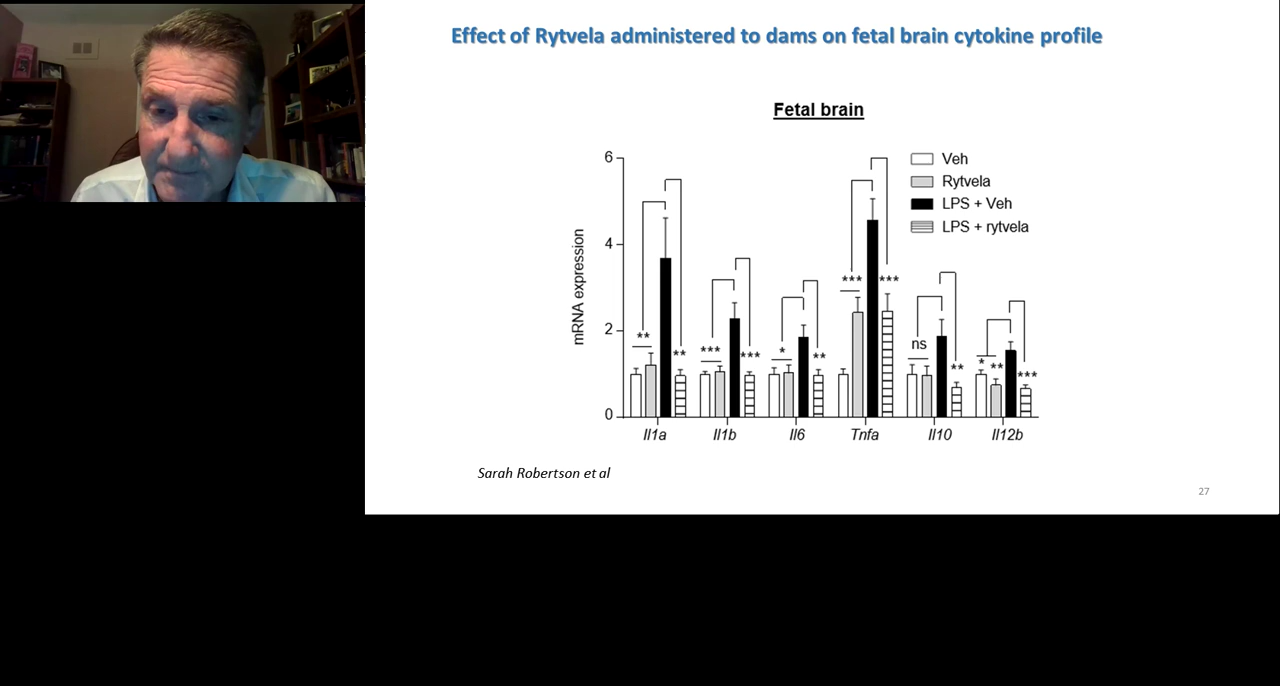 Effect of Rytvela administered to dams on fetal brain cytokine profile
Fetal brain
6
4
2
0
mRNA expression
Veh
Rytvela
LPS + Veh
LPS + rytvela
** ** *** *** * ** *** *** ns ** * ** ***
Il1a Il1b Il6 Tnfa Il10 Il12b
Sarah Robertson et al
27